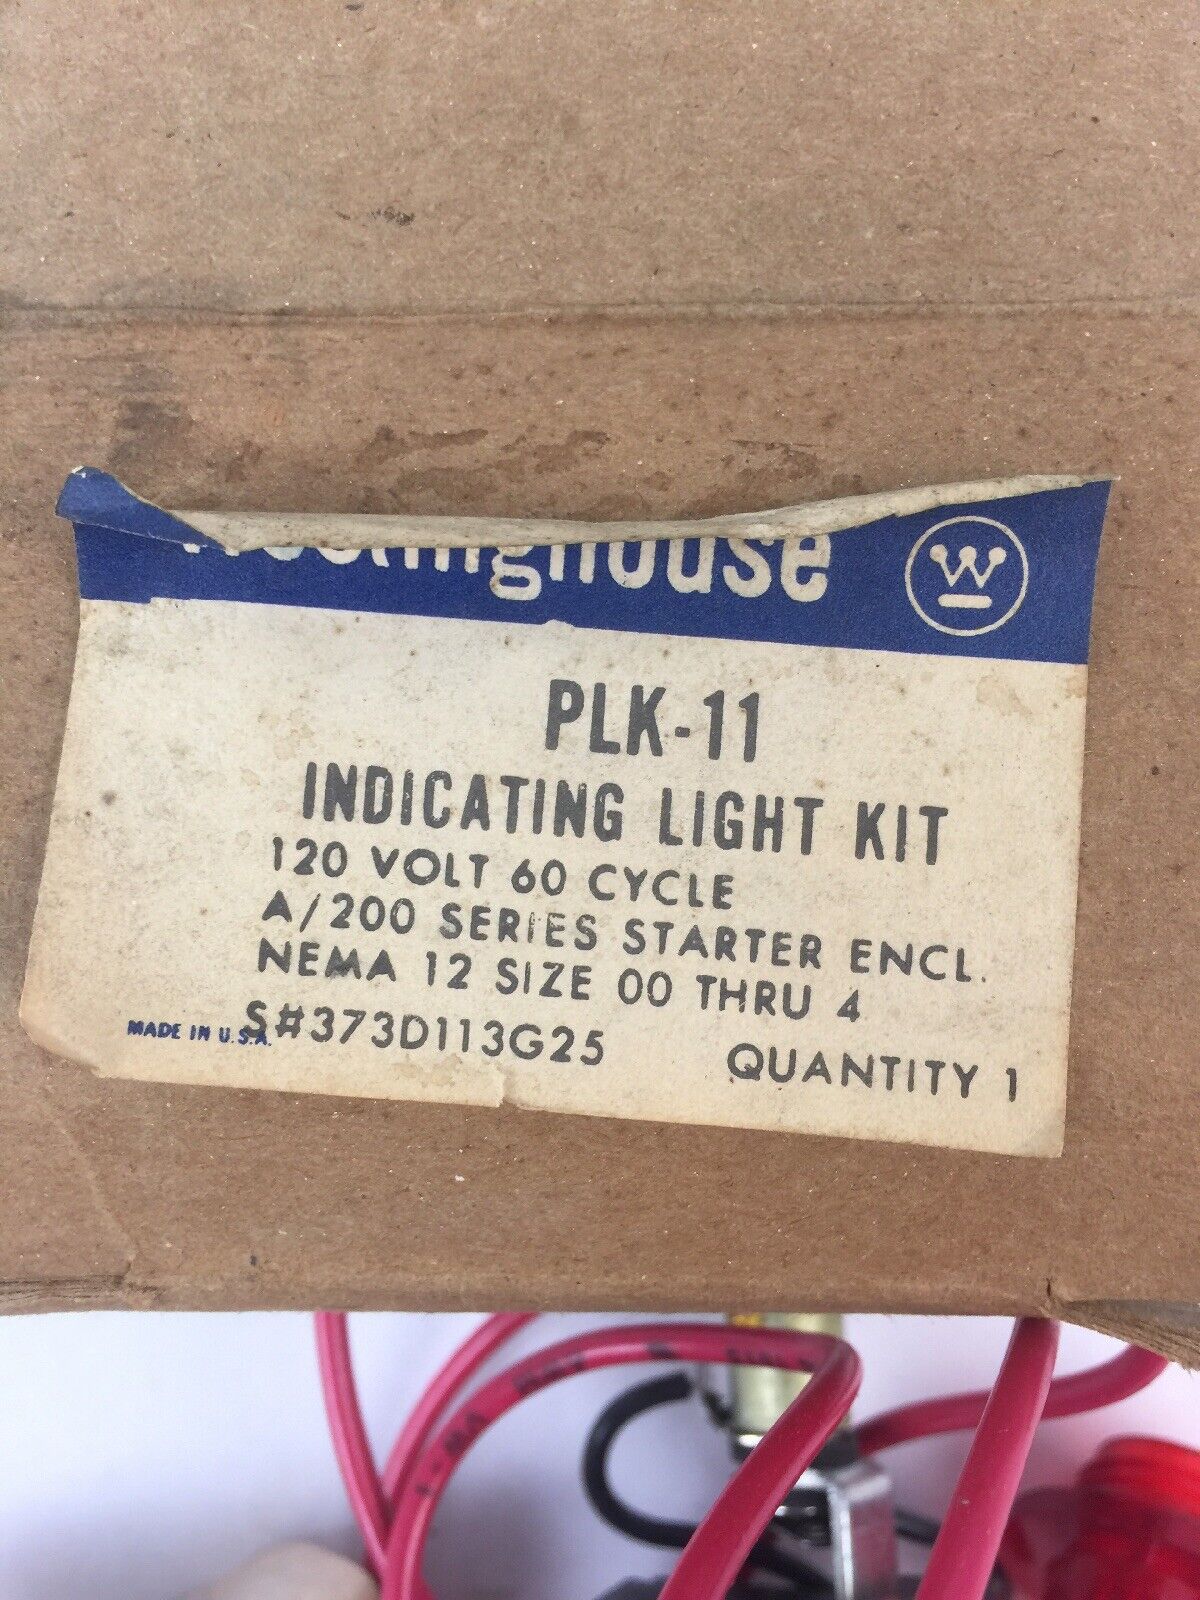 Westinghouse
PLK-11
INDICATING LIGHT KIT
120 VOLT 60 CYCLE
A/200 SERIES STARTER ENCL.
NEMA 12 SIZE 00 THRU 4
S#373D113G25
MADE IN U.S.A.
QUANTITY 1